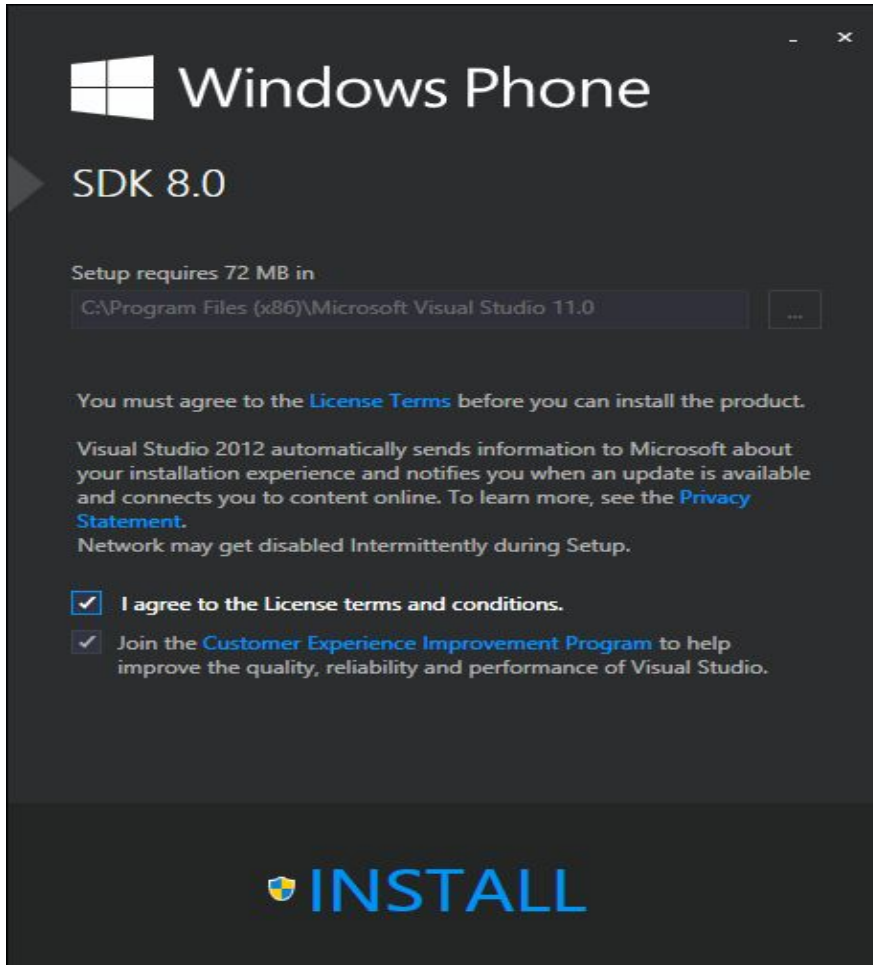 Windows Phone
SDK 8.0
Setup requires 72 MB in
C:\Program Files (x86)\Microsoft Visual Studio 11.0
...
You must agree to the License Terms before you can install the product.
Visual Studio 2012 automatically sends information to Microsoft about
your installation experience and notifies you when an update is available
and connects you to content online. To learn more, see the Privacy
Statement.
Network may get disabled Intermittently during Setup.
I agree to the License terms and conditions.
Join the Customer Experience Improvement Program to help
improve the quality, reliability and performance of Visual Studio.
INSTALL